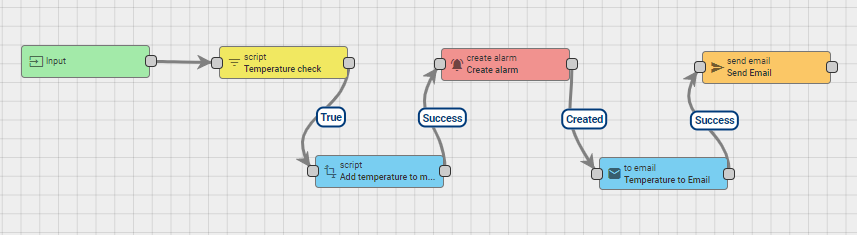 Input
script
Temperature check
True
script
Add temperature to m...
Success
create alarm
Create alarm
Created
to email
Temperature to Email
Success
send email
Send Email